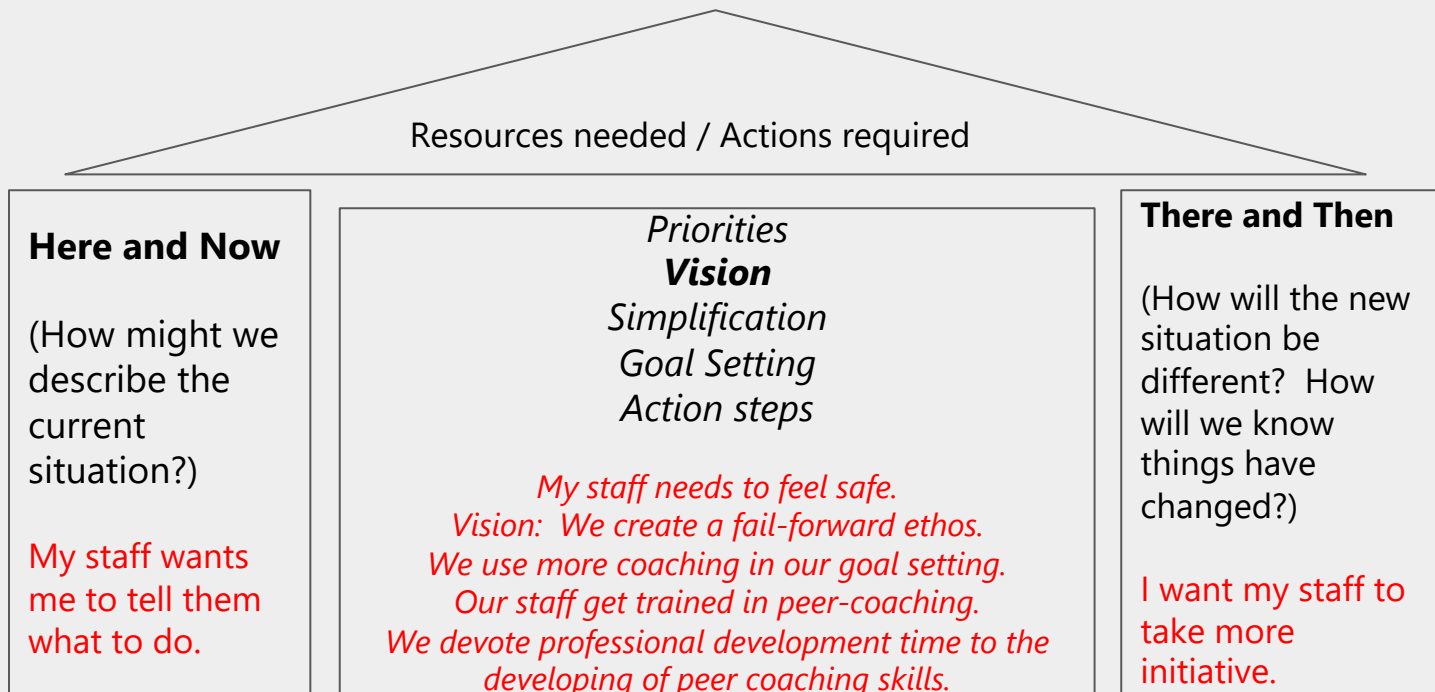 Resources needed / Actions required
Here and Now
(How might we
describe the
current
situation?)
My staff wants
me to tell them
what to do.
Priorities
Vision
Simplification
Goal Setting
Action steps
My staff needs to feel safe.
Vision:  We create a fail-forward ethos.
We use more coaching in our goal setting.
Our staff get trained in peer-coaching.
We devote professional development time to the
developing of peer coaching skills.
There and Then
(How will the new
situation be
different?  How
will we know
things have
changed?)
I want my staff to
take more
initiative.